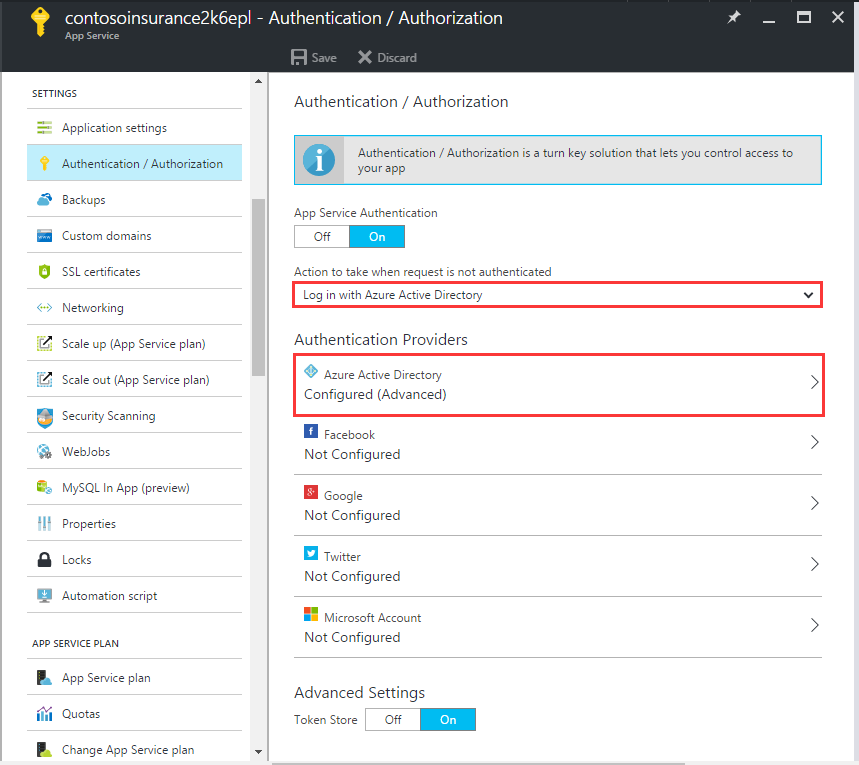 contosoinsurance2k6epl - Authentication / Authorization
App Service
Save
Discard
SETTINGS
Application settings
Authentication / Authorization
Backups
Custom domains
SSL certificates
Networking
Scale up (App Service plan)
Scale out (App Service plan)
Security Scanning
WebJobs
MySQL In App (preview)
Properties
Locks
Automation script
APP SERVICE PLAN
App Service plan
Quotas
Change App Service plan
Authentication / Authorization
Authentication / Authorization is a turn key solution that lets you control access to
your app
App Service Authentication
Off
On
Action to take when request is not authenticated
Log in with Azure Active Directory
Authentication Providers
Azure Active Directory
Configured (Advanced)
Facebook
Not Configured
Google
Not Configured
Twitter
Not Configured
Microsoft Account
Not Configured
Advanced Settings
Token Store
Off
On